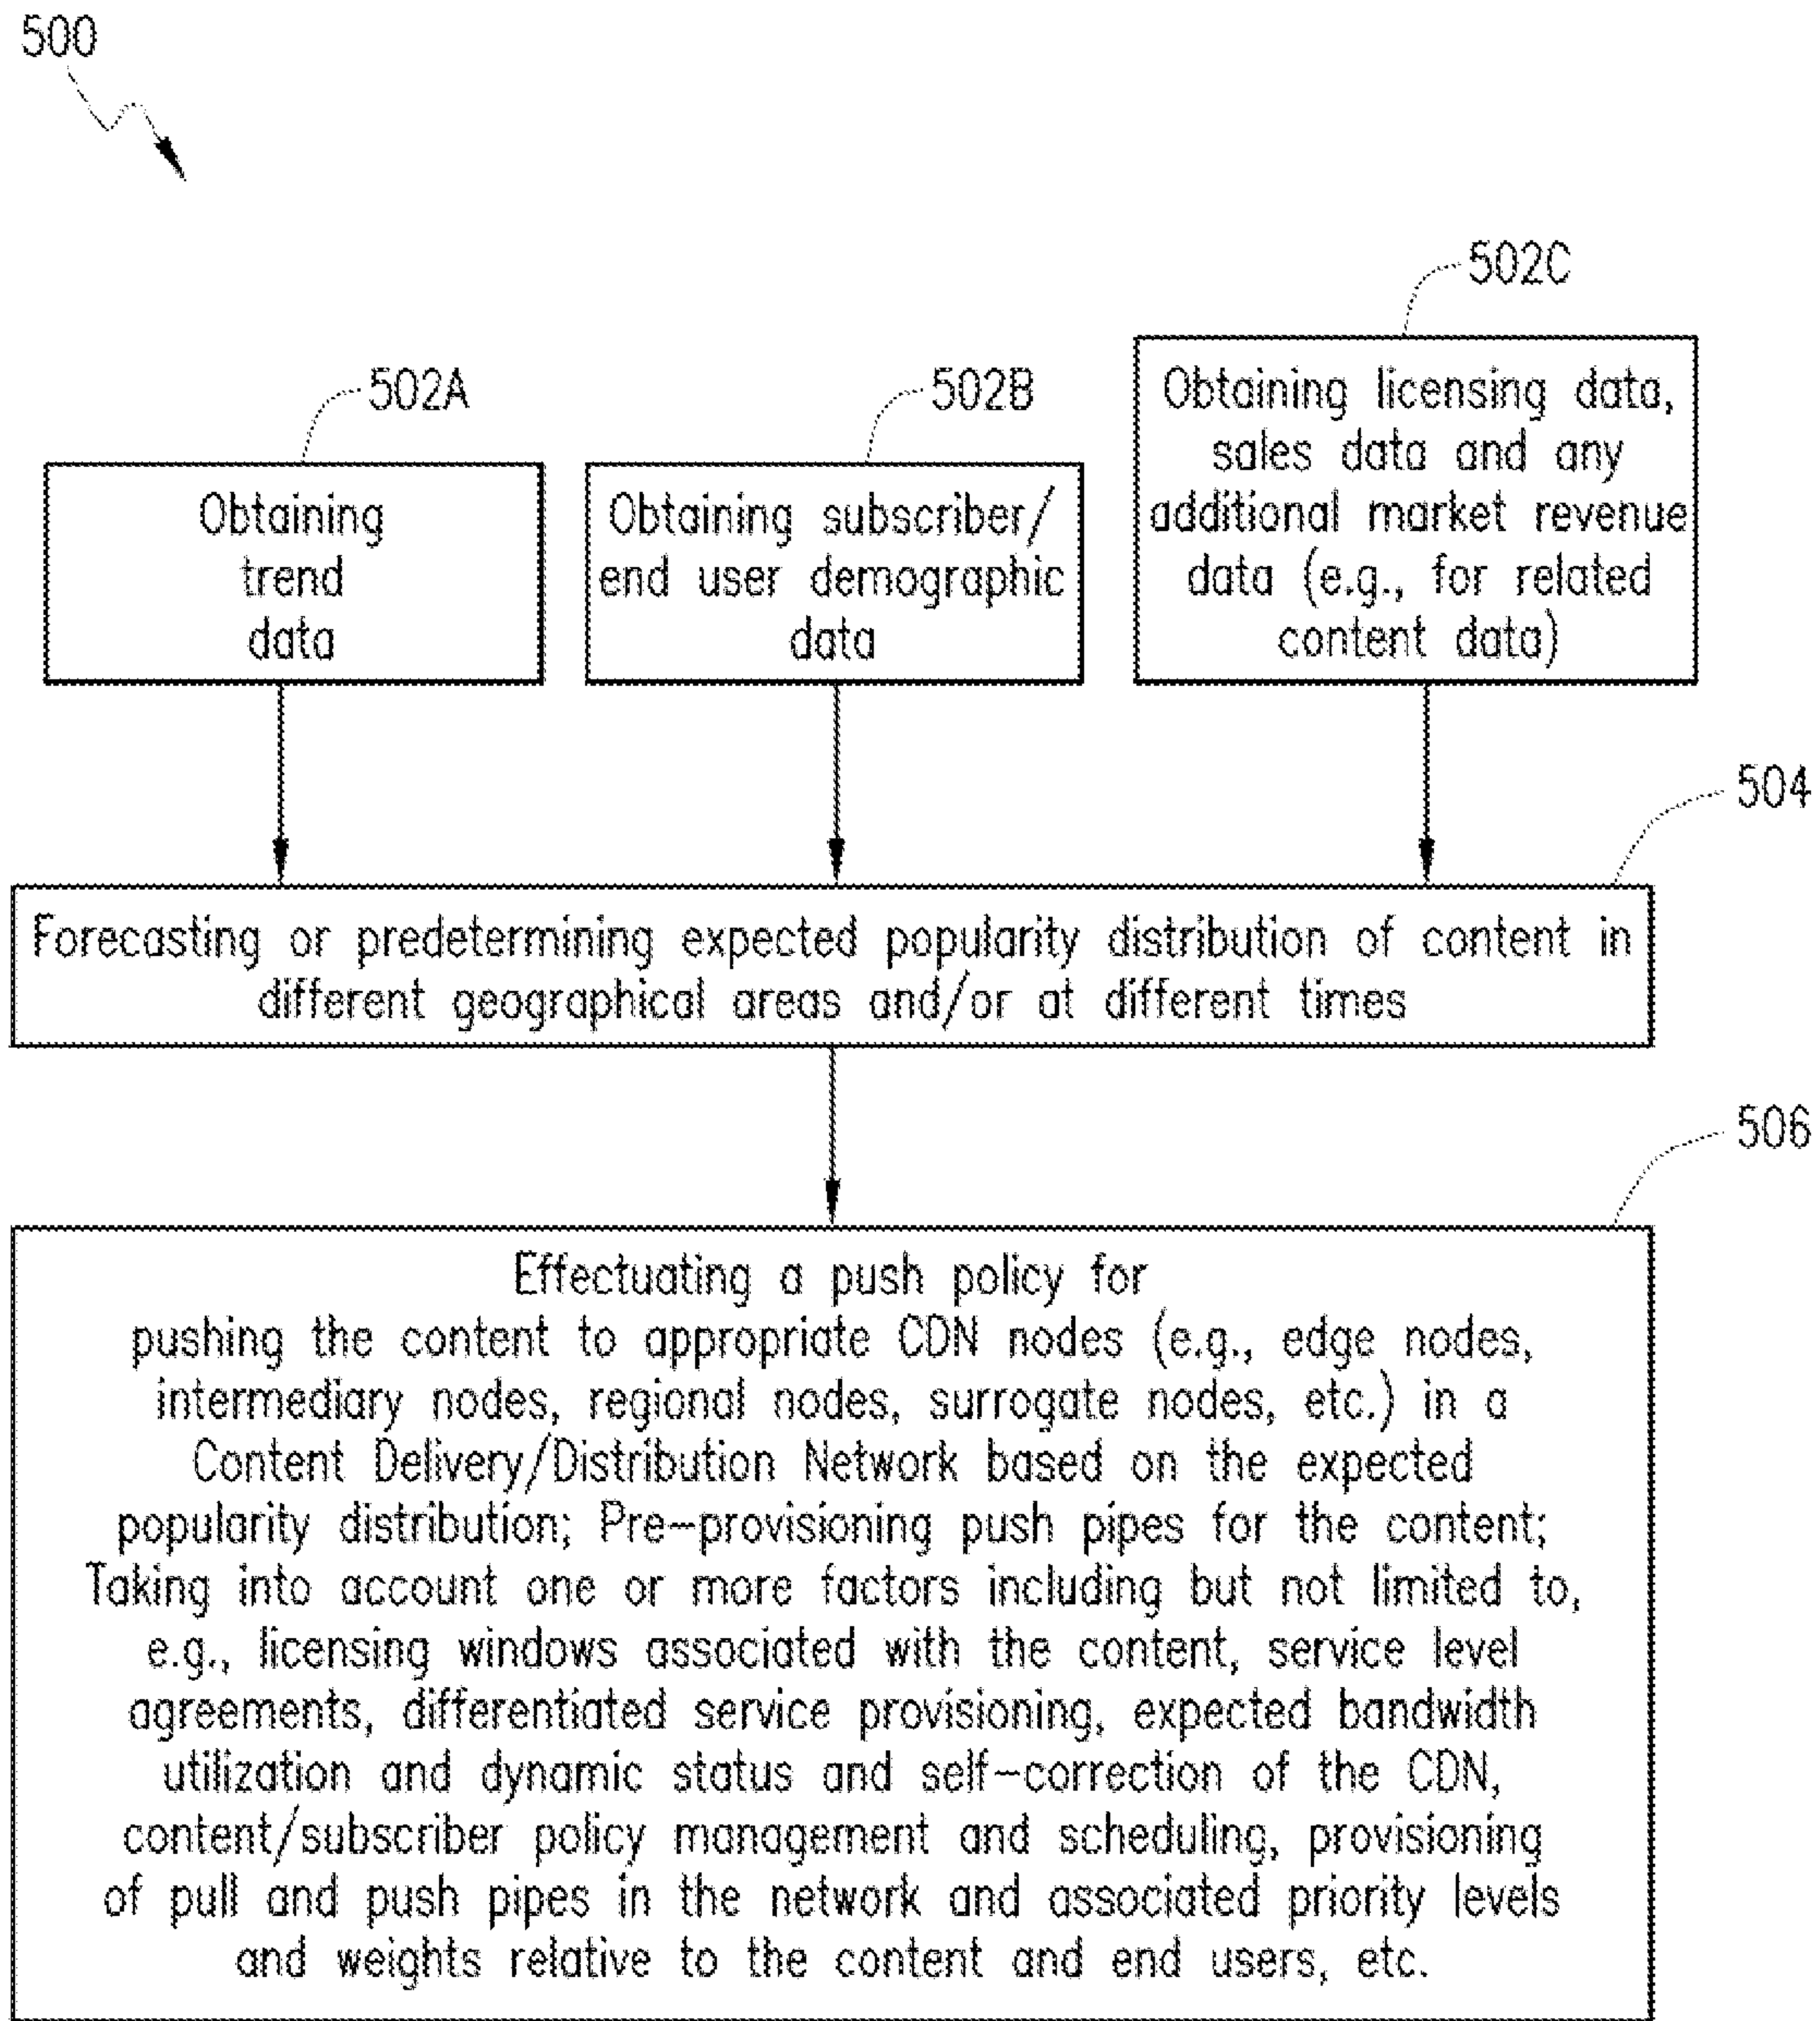 500
502A
Obtaining
trend
data
502B
Obtaining subscriber/
end user demographic
data
502C
Obtaining licensing data,
sales data and any
additional market revenue
data (e.g., for related
content data)
504
Forecasting or predetermining expected popularity distribution of content in
different geographical areas and/or at different times
506
Effectuating a push policy for
pushing the content to appropriate CDN nodes (e.g., edge nodes,
intermediary nodes, regional nodes, surrogate nodes, etc.) in a
Content Delivery/Distribution Network based on the expected
popularity distribution; Pre-provisioning push pipes for the content;
Taking into account one or more factors including but not limited to,
e.g., licensing windows associated with the content, service level
agreements, differentiated service provisioning, expected bandwidth
utilization and dynamic status and self-correction of the CDN,
content/subscriber policy management and scheduling, provisioning
of pull and push pipes in the network and associated priority levels
and weights relative to the content and end users, etc.